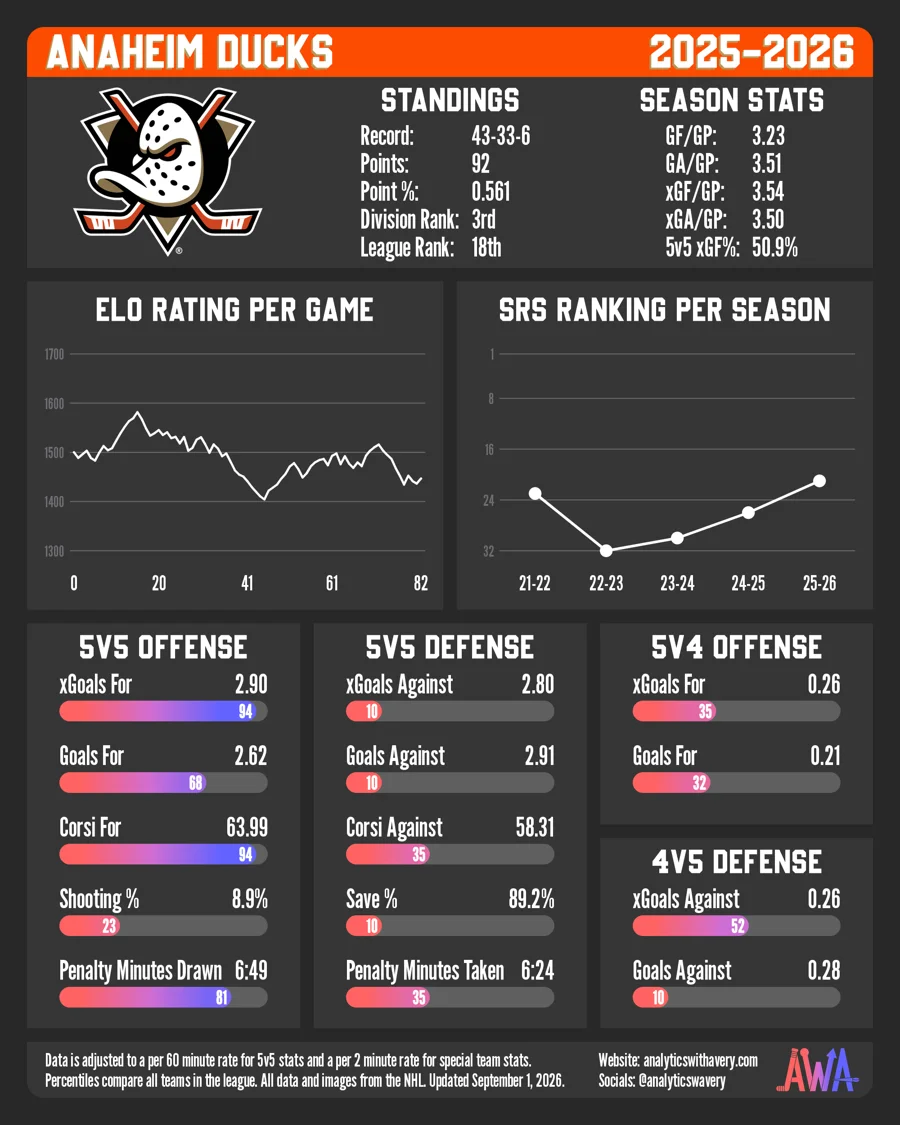 ANAHEIM DUCKS 2025-2026
STANDINGS
Record: 43-33-6
Points: 92
Point %: 0.561
Division Rank: 3rd
League Rank: 18th
SEASON STATS
GF/GP: 3.23
GA/GP: 3.51
xGF/GP: 3.54
xGA/GP: 3.50
5v5 xGF%: 50.9%
®
ELO RATING PER GAME
1700
1600
1500
1400
1300
0 20 41 61 82
SRS RANKING PER SEASON
1
8
16
24
32
21-22 22-23 23-24 24-25 25-26
5V5 OFFENSE
xGoals For 2.90
94
Goals For 2.62
68
Corsi For 63.99
94
Shooting % 8.9%
23
Penalty Minutes Drawn 6:49
81
5V5 DEFENSE
xGoals Against 2.80
10
Goals Against 2.91
10
Corsi Against 58.31
35
Save % 89.2%
10
Penalty Minutes Taken 6:24
35
5V4 OFFENSE
xGoals For 0.26
35
Goals For 0.21
32
4V5 DEFENSE
xGoals Against 0.26
52
Goals Against 0.28
10
Data is adjusted to a per 60 minute rate for 5v5 stats and a per 2 minute rate for special team stats.
Percentiles compare all teams in the league. All data and images from the NHL. Updated September 1, 2026.
Website: analyticswithavery.com
Socials: @analyticswavery
AWA